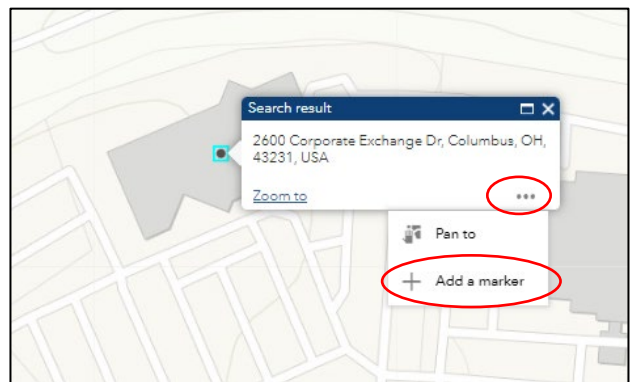 Search result
2600 Corporate Exchange Dr, Columbus, OH,
43231, USA
Zoom to
Pan to
Add a marker